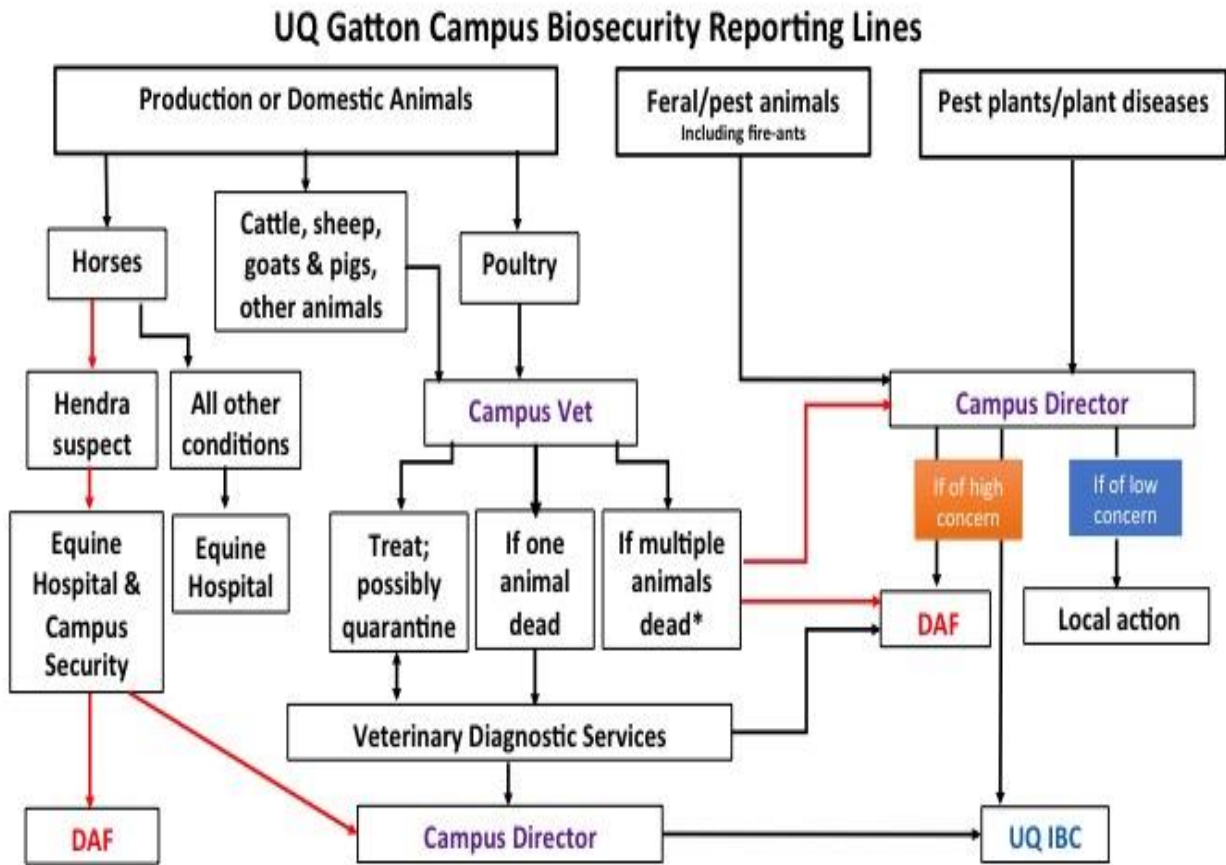 UQ Gatton Campus Biosecurity Reporting Lines
Production or Domestic Animals
Feral/pest animals
Including fire-ants
Pest plants/plant diseases
Horses
Cattle, sheep,
goats & pigs,
other animals
Poultry
Hendra
suspect
All other
conditions
Campus Vet
Campus Director
If of high
concern
If of low
concern
Equine
Hospital &
Campus
Security
Equine
Hospital
Treat;
possibly
quarantine
If one
animal
dead
If multiple
animals
dead*
DAF
Local action
Veterinary Diagnostic Services
DAF
Campus Director
UQ IBC